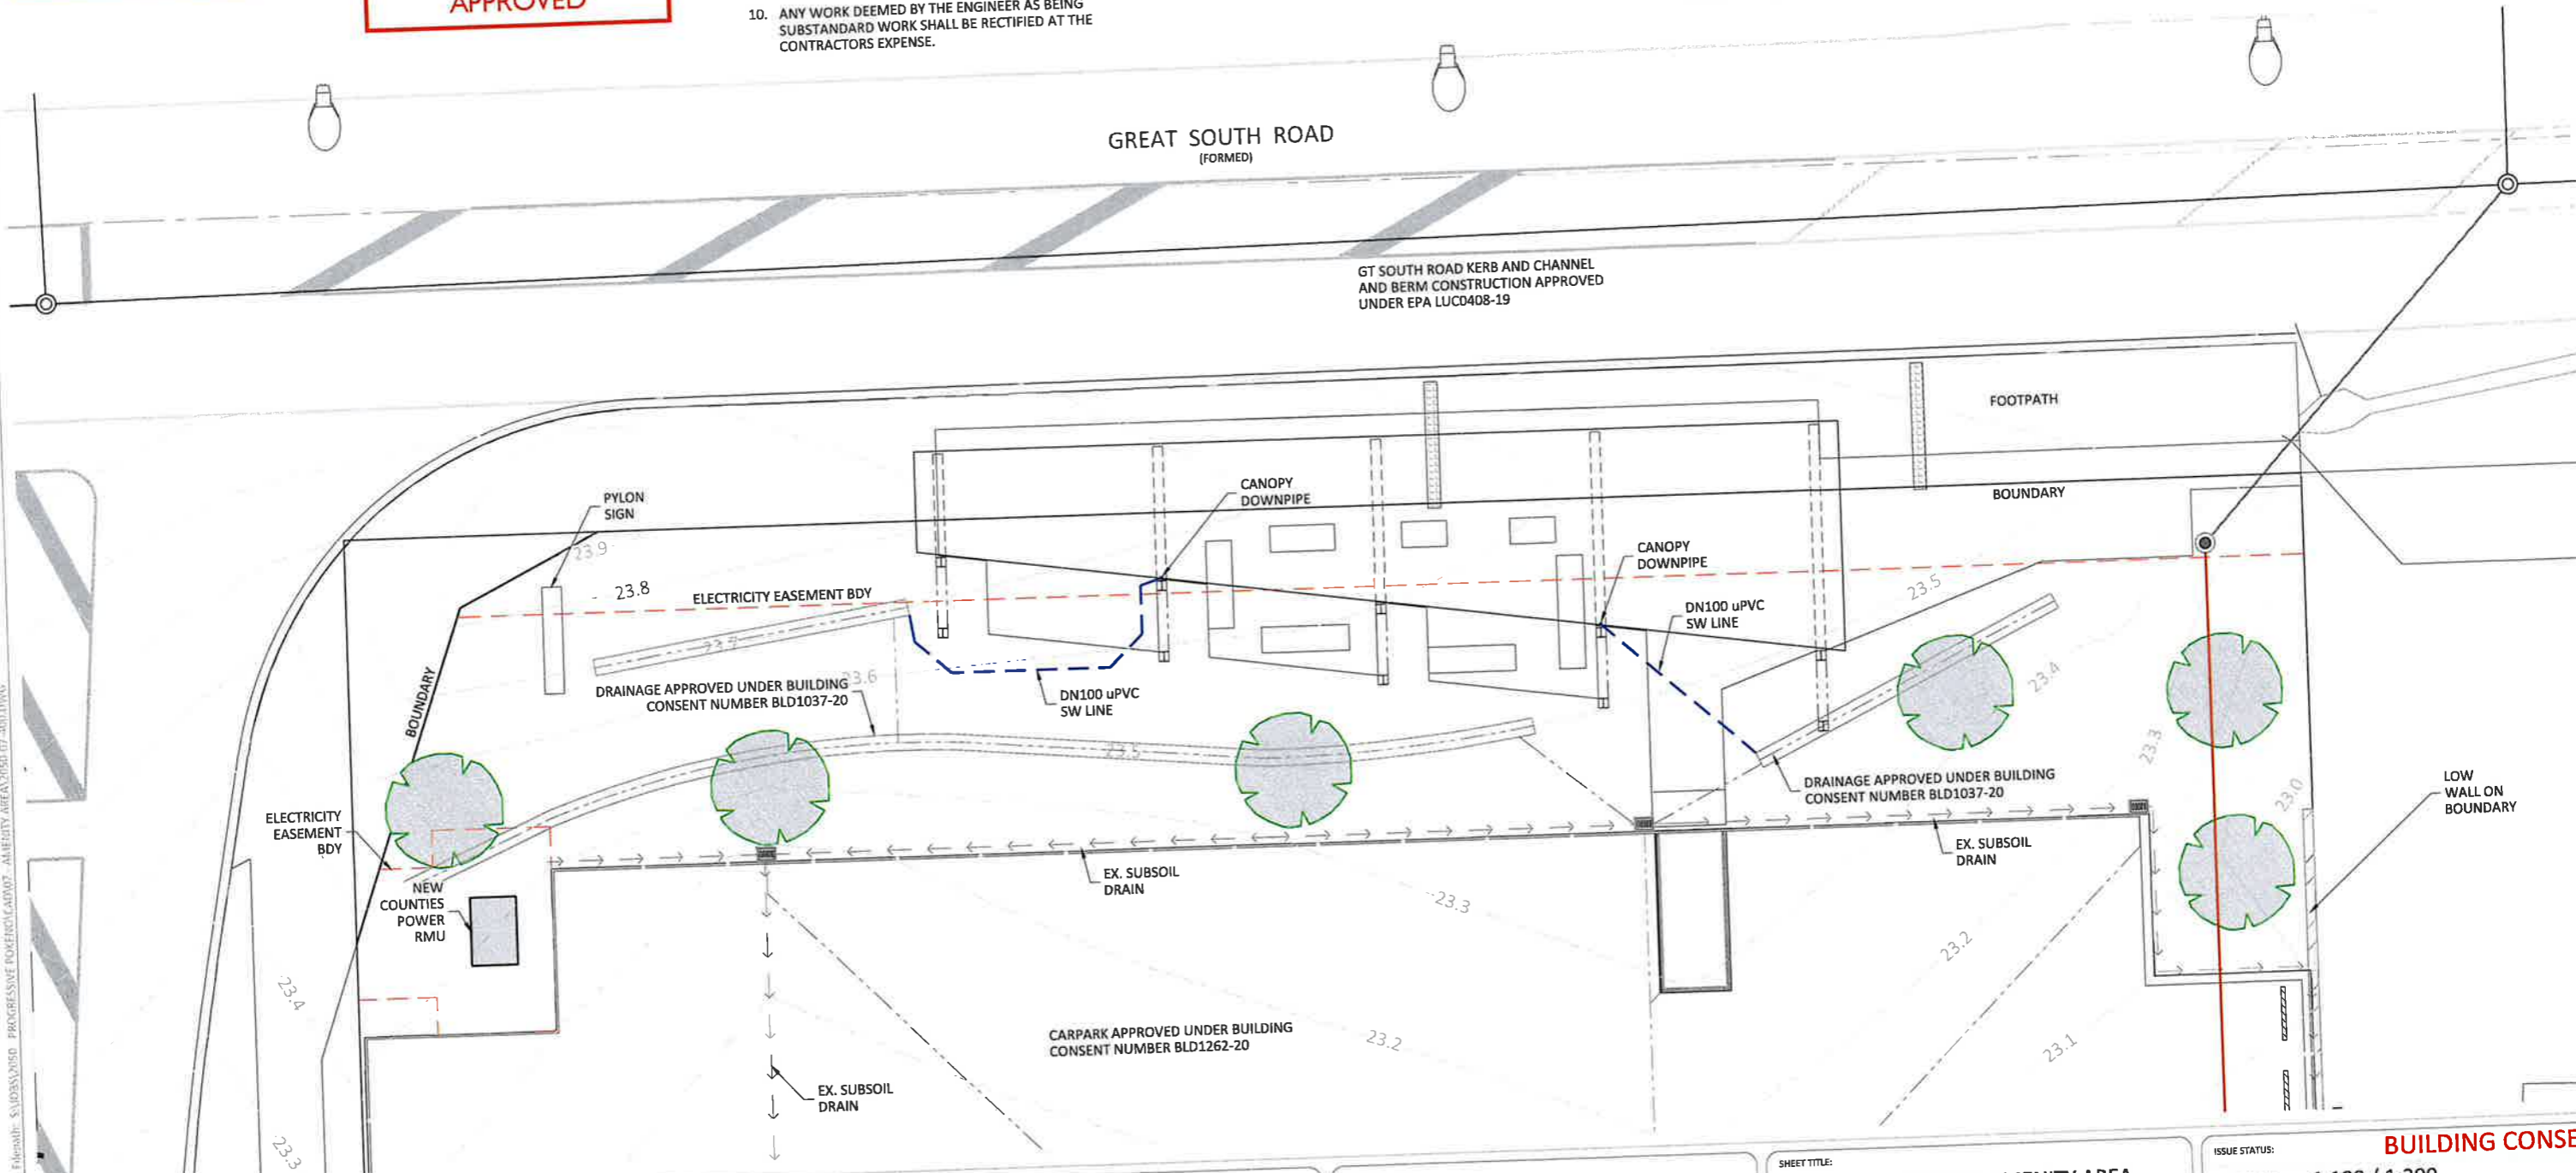 APPROVED
10. ANY WORK DEEMED BY THE ENGINEER AS BEING
SUBSTANDARD WORK SHALL BE RECTIFIED AT THE
CONTRACTORS EXPENSE.
GREAT SOUTH ROAD
(FORMED)
GT SOUTH ROAD KERB AND CHANNEL
AND BERM CONSTRUCTION APPROVED
UNDER EPA LUC0408-19
FOOTPATH
BOUNDARY
PYLON
SIGN
CANOPY
DOWNPIPE
CANOPY
DOWNPIPE
23.9
23.8
ELECTRICITY EASEMENT BDY
23.7
23.6
DRAINAGE APPROVED UNDER BUILDING
CONSENT NUMBER BLD1037-20
DN100 uPVC
SW LINE
DN100 uPVC
SW LINE
23.5
23.4
23.5
BOUNDARY
23.3
23.0
DRAINAGE APPROVED UNDER BUILDING
CONSENT NUMBER BLD1037-20
LOW
WALL ON
BOUNDARY
ELECTRICITY
EASEMENT
BDY
NEW
COUNTIES
POWER
RMU
EX. SUBSOIL
DRAIN
EX. SUBSOIL
DRAIN
23.3
23.2
23.4
CARPARK APPROVED UNDER BUILDING
CONSENT NUMBER BLD1262-20
23.2
23.1
EX. SUBSOIL
DRAIN
23.3
SHEET TITLE:
ISSUE STATUS:
BUILDING CONSE